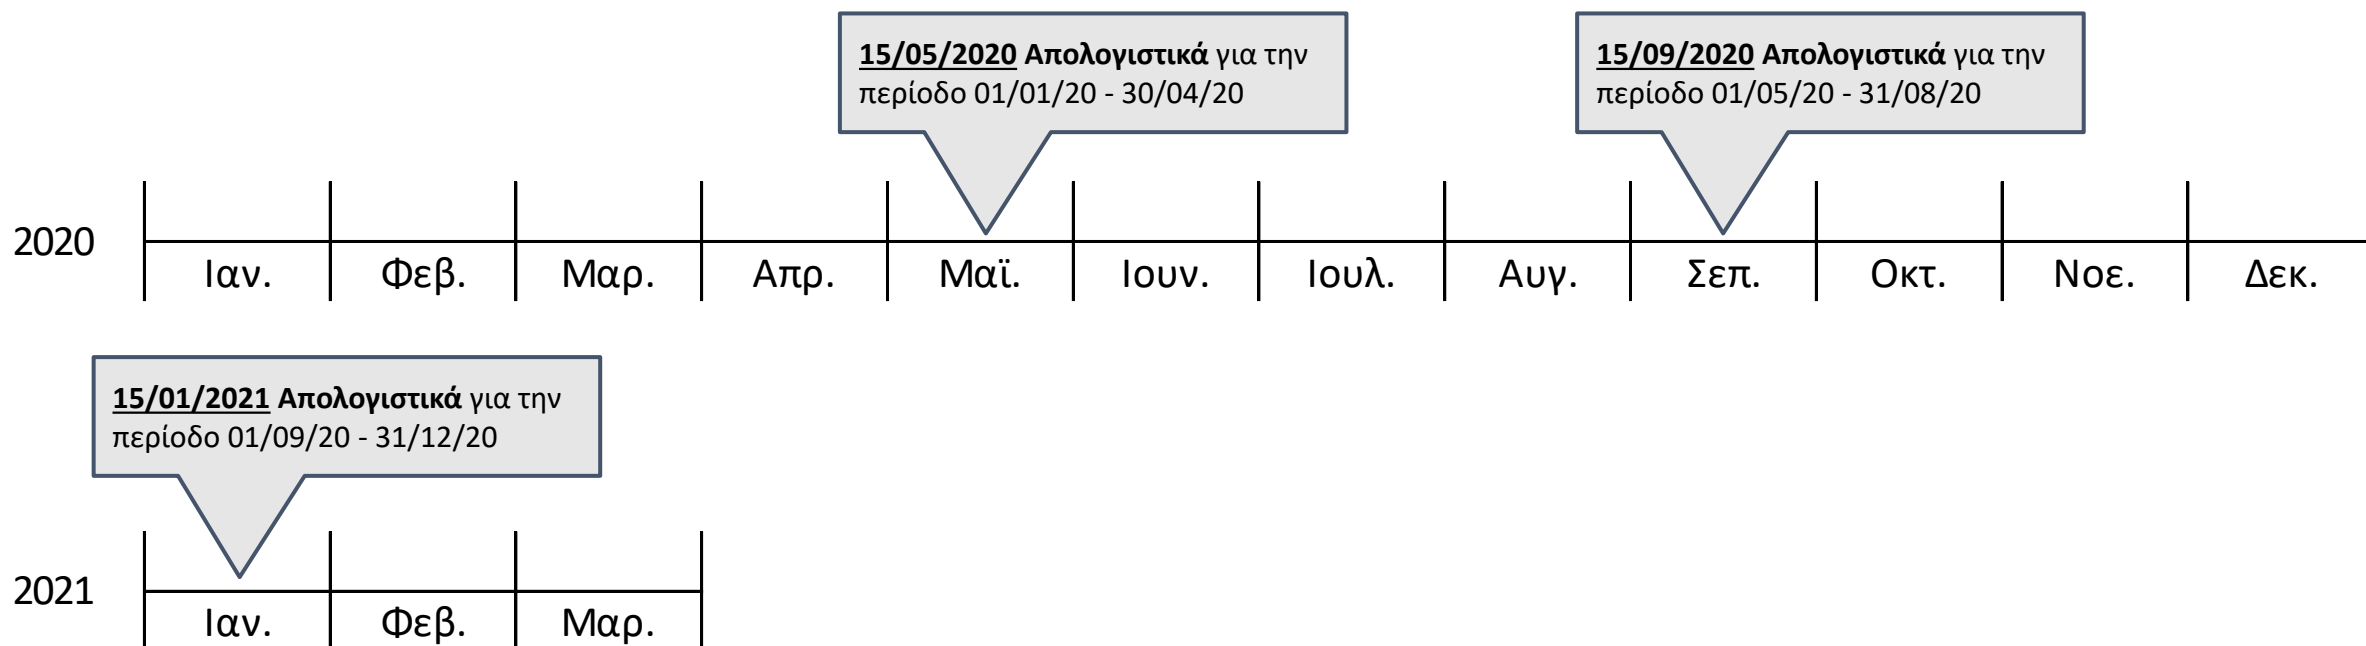 15/05/2020 Απολογιστικά για την
περίοδο 01/01/20 - 30/04/20
15/09/2020 Απολογιστικά για την
περίοδο 01/05/20 - 31/08/20
2020
Ιαν. Φεβ. Μαρ. Απρ. Μαϊ. Ιουν. Ιουλ. Αυγ. Σεπ. Οκτ. Νοε. Δεκ.
15/01/2021 Απολογιστικά για την
περίοδο 01/09/20 - 31/12/20
2021
Ιαν. Φεβ. Μαρ.